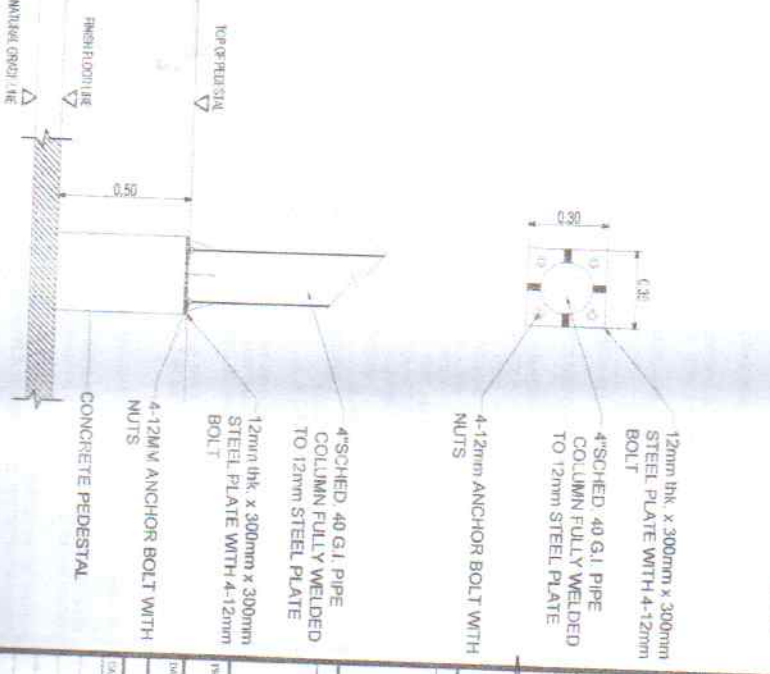 0.30
0.30
12mm thk. x 300mm x 300mm
STEEL PLATE WITH 4-12mm
BOLT
4"SCHED. 40 G.I. PIPE
COLUMN FULLY WELDED
TO 12mm STEEL PLATE
4-12mm ANCHOR BOLT WITH
NUTS
TOP OF PEDESTAL
FINISH FLOOR LINE
NATURAL GRADE LINE
0.50
4"SCHED. 40 G.I. PIPE
COLUMN FULLY WELDED
TO 12mm STEEL PLATE
12mm thk. x 300mm x 300mm
STEEL PLATE WITH 4-12mm
BOLT
4-12MM ANCHOR BOLT WITH
NUTS
CONCRETE PEDESTAL